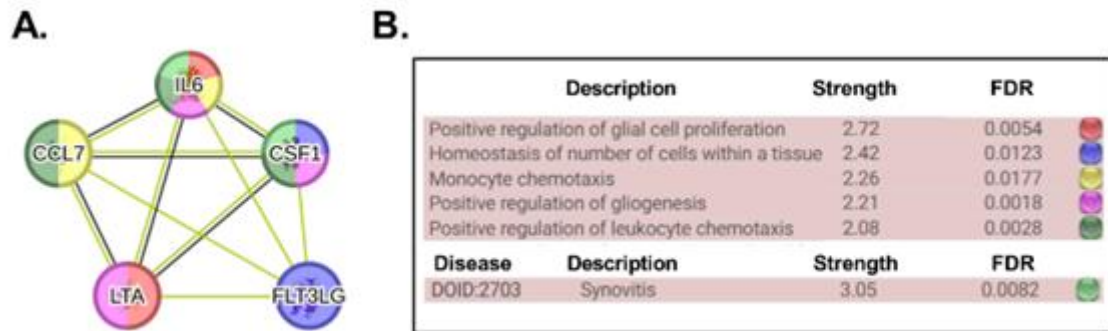 A.
IL6
CCL7
CSF1
LTA
FLT3LG
B.
Description Strength FDR
Positive regulation of glial cell proliferation 2.72 0.0054
Homeostasis of number of cells within a tissue 2.42 0.0123
Monocyte chemotaxis 2.26 0.0177
Positive regulation of gliogenesis 2.21 0.0018
Positive regulation of leukocyte chemotaxis 2.08 0.0028
Disease Description Strength FDR
DOID:2703 Synovitis 3.05 0.0082